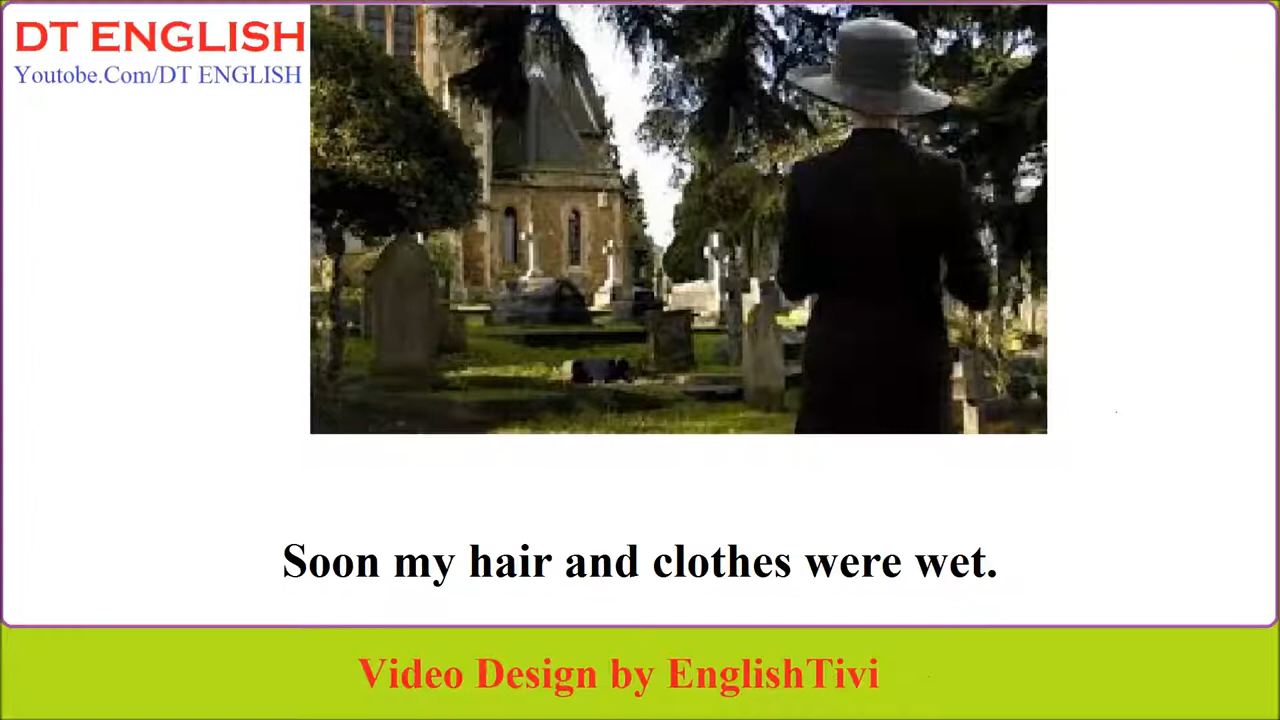 DT ENGLISH
Youtobe.Com/DT ENGLISH
Soon my hair and clothes were wet.
Video Design by EnglishTivi